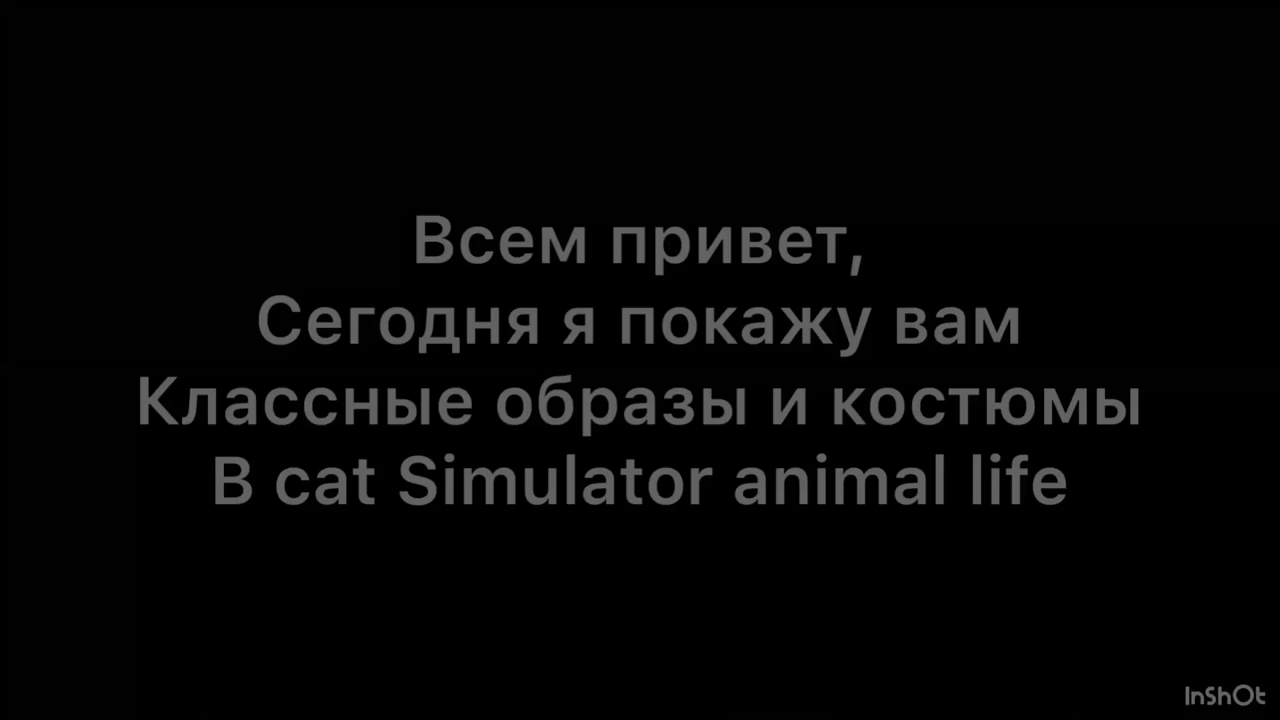 Всем привет,
Сегодня я покажу вам
Классные образы и костюмы
В cat Simulator animal life
InShOt